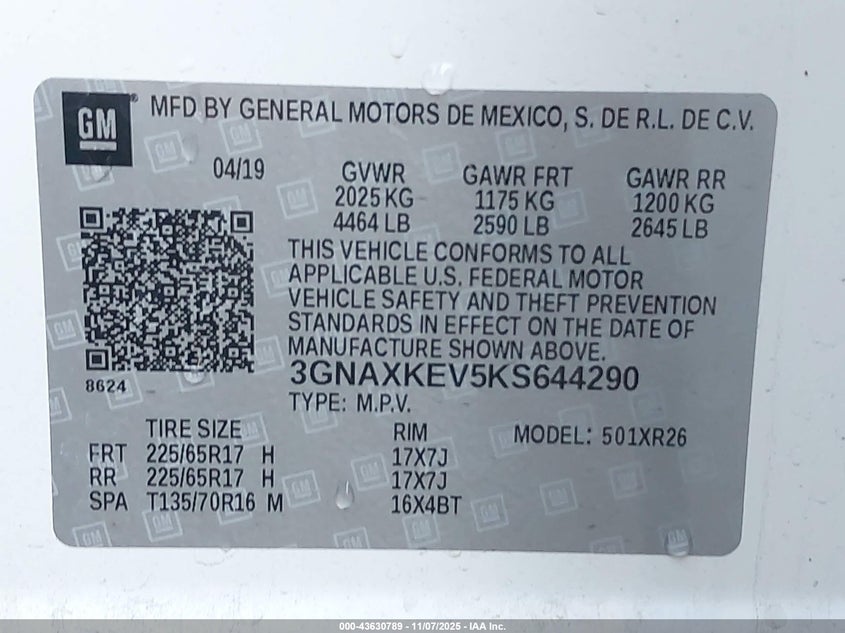 GM
MFD BY GENERAL MOTORS DE MEXICO, S. DE R.L. DE C.V.
04/19 GVWR GAWR FRT GAWR RR
2025 KG 1175 KG 1200 KG
4464 LB 2590 LB 2645 LB
THIS VEHICLE CONFORMS TO ALL
APPLICABLE U.S. FEDERAL MOTOR
VEHICLE SAFETY AND THEFT PREVENTION
STANDARDS IN EFFECT ON THE DATE OF
MANUFACTURE SHOWN ABOVE.
8624 3GNAXKEV5KS644290
TYPE: M.P.V.
TIRE SIZE RIM MODEL: 501XR26
FRT 225/65R17 H 17X7J
RR 225/65R17 H 17X7J
SPA T135/70R16 M 16X4BT
000-43630789 - 11/07/2025 - IAA Inc.